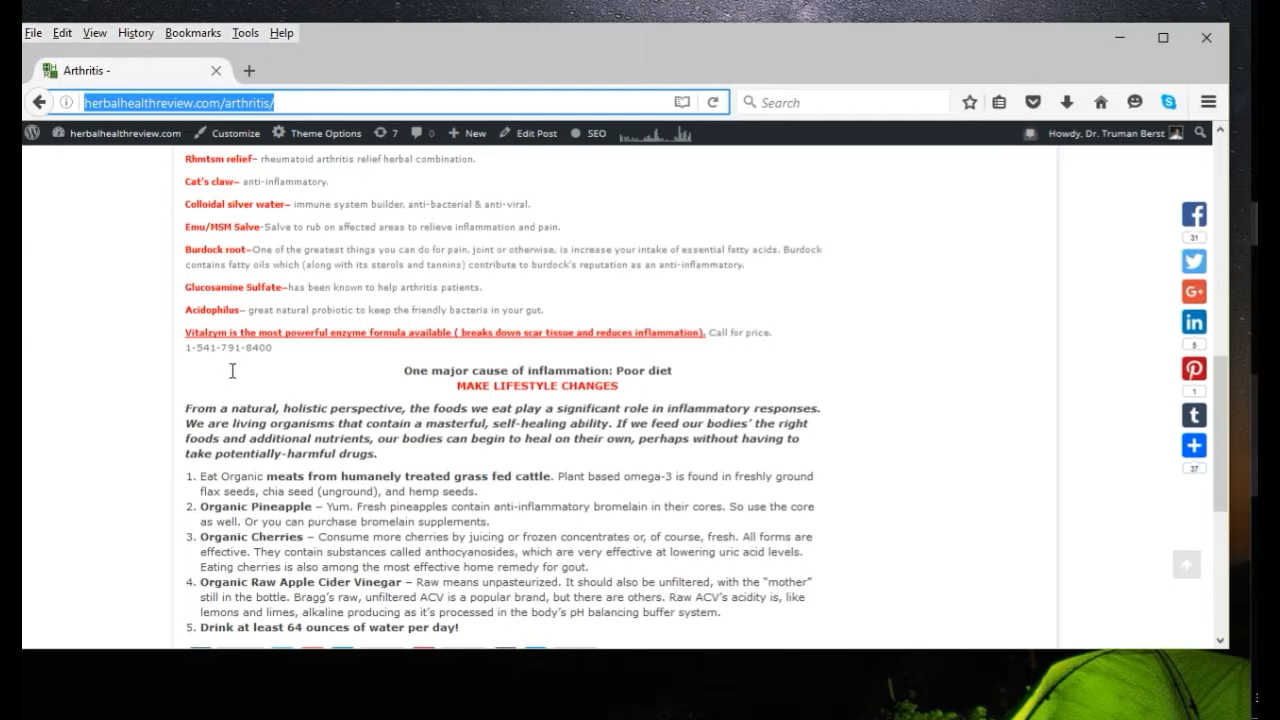 File Edit View History Bookmarks Tools Help
Arthritis -
herbalhealthreview.com/arthritis/
Search
herbalhealthreview.com Customize Theme Options 7 0 New Edit Post SEO Howdy, Dr. Truman Berst
Rhmtsm relief– rheumatoid arthritis relief herbal combination.
Cat's claw– anti-inflammatory.
Colloidal silver water– immune system builder, anti-bacterial & anti-viral.
Emu/MSM Salve-Salve to rub on affected areas to relieve inflammation and pain.
Burdock root–One of the greatest things you can do for pain, joint or otherwise, is increase your intake of essential fatty acids. Burdock
contains fatty oils which (along with its sterols and tannins) contribute to burdock's reputation as an anti-inflammatory.
Glucosamine Sulfate–has been known to help arthritis patients.
Acidophilus– great natural probiotic to keep the friendly bacteria in your gut.
Vitalzym is the most powerful enzyme formula available ( breaks down scar tissue and reduces inflammation). Call for price.
1-541-791-8400
One major cause of inflammation: Poor diet
MAKE LIFESTYLE CHANGES
From a natural, holistic perspective, the foods we eat play a significant role in inflammatory responses.
We are living organisms that contain a masterful, self-healing ability. If we feed our bodies' the right
foods and additional nutrients, our bodies can begin to heal on their own, perhaps without having to
take potentially-harmful drugs.
1. Eat Organic meats from humanely treated grass fed cattle. Plant based omega-3 is found in freshly ground
flax seeds, chia seed (unground), and hemp seeds.
2. Organic Pineapple – Yum. Fresh pineapples contain anti-inflammatory bromelain in their cores. So use the core
as well. Or you can purchase bromelain supplements.
3. Organic Cherries – Consume more cherries by juicing or frozen concentrates or, of course, fresh. All forms are
effective. They contain substances called anthocyanosides, which are very effective at lowering uric acid levels.
Eating cherries is also among the most effective home remedy for gout.
4. Organic Raw Apple Cider Vinegar – Raw means unpasteurized. It should also be unfiltered, with the "mother"
still in the bottle. Bragg's raw, unfiltered ACV is a popular brand, but there are others. Raw ACV's acidity is, like
lemons and limes, alkaline producing as it's processed in the body's pH balancing buffer system.
5. Drink at least 64 ounces of water per day!
31
G+
in
5
1
t
37